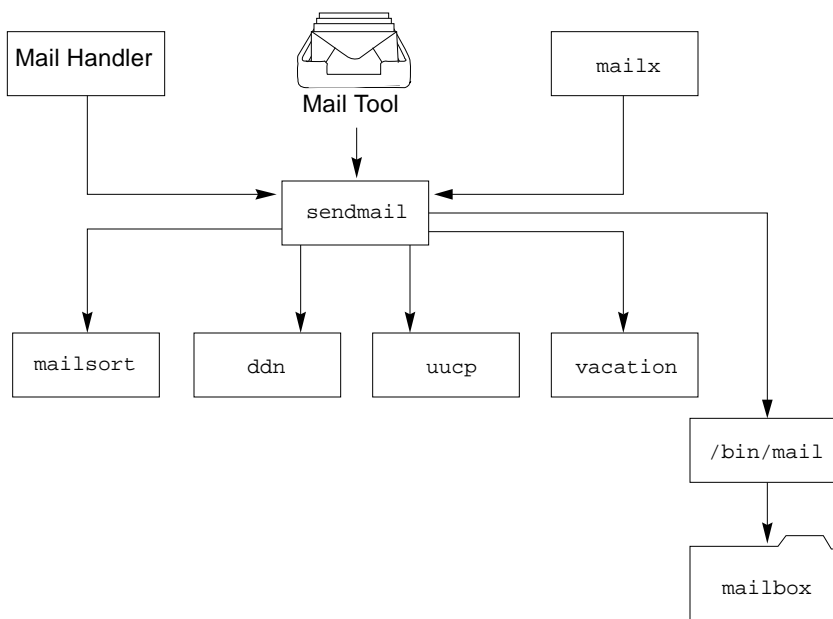 Mail Handler
Mail Tool
mailx
sendmail
mailsort
ddn
uucp
vacation
/bin/mail
mailbox